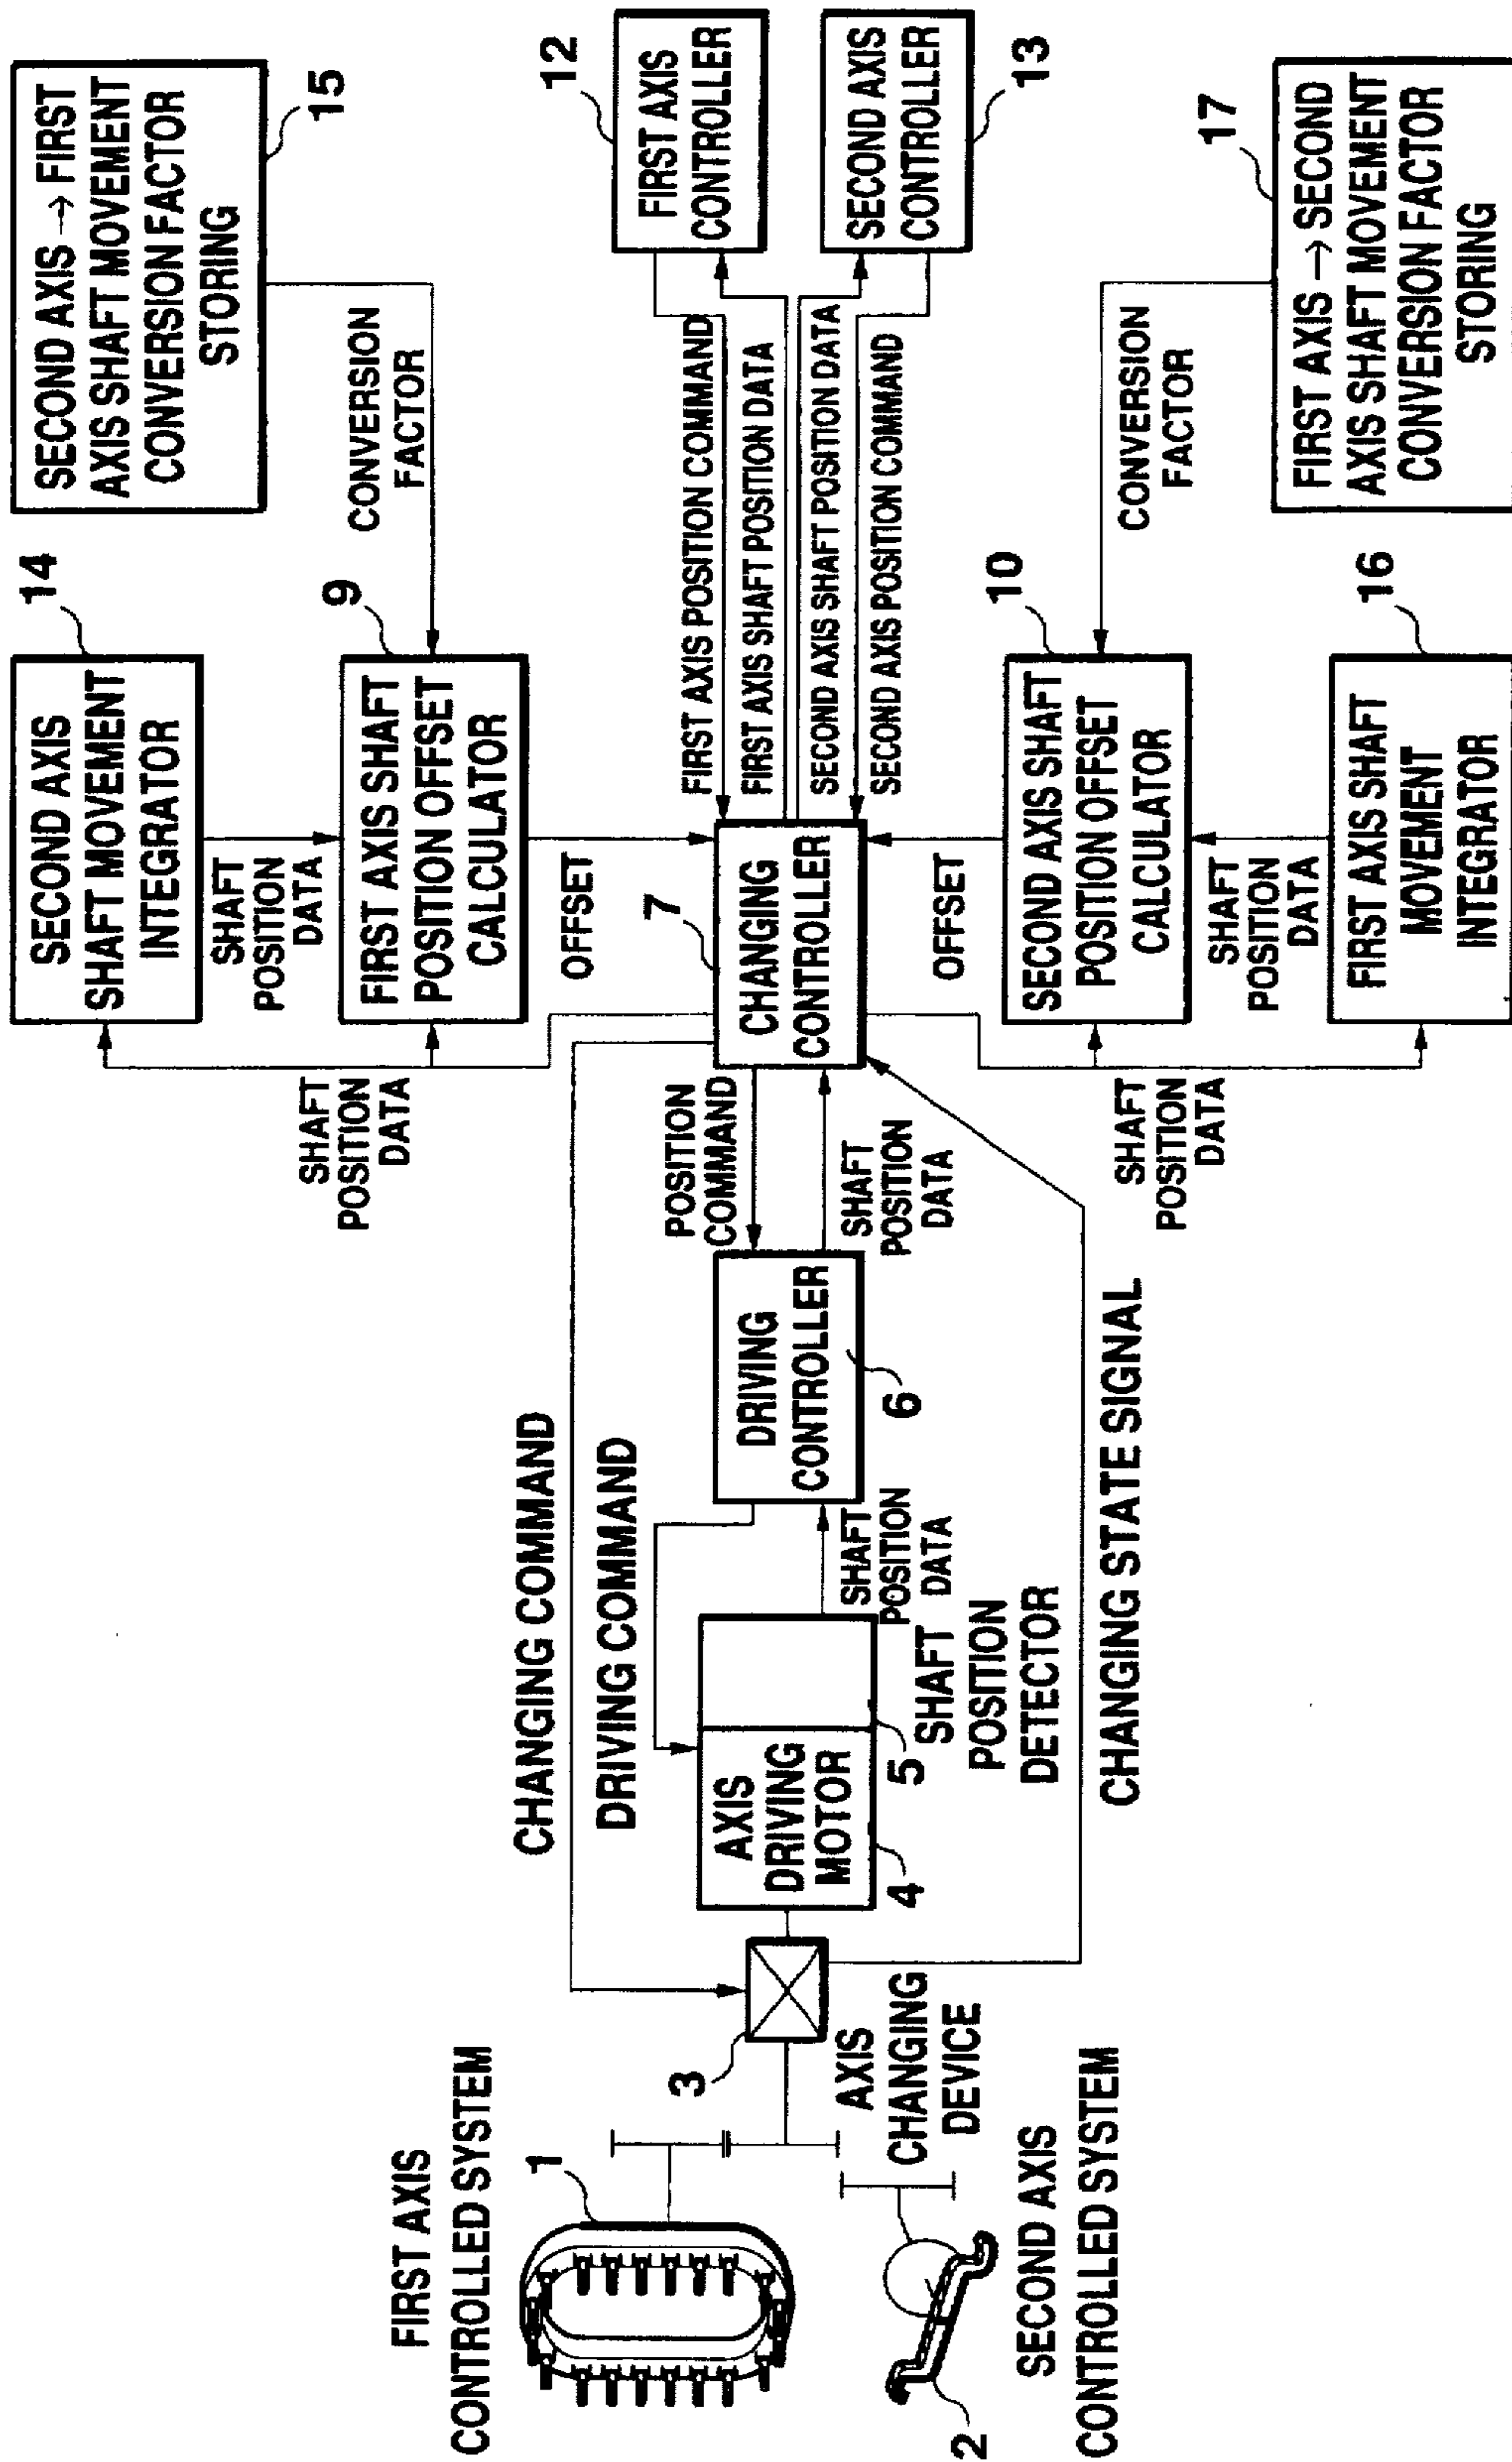 FIRST AXIS
CONTROLLED SYSTEM
1
2
SECOND AXIS
CONTROLLED SYSTEM
3
AXIS
CHANGING
DEVICE
CHANGING COMMAND
DRIVING COMMAND
AXIS
DRIVING
MOTOR
4
5
SHAFT
POSITION
DETECTOR
SHAFT
POSITION
DATA
CHANGING STATE SIGNAL
DRIVING
CONTROLLER
6
POSITION
COMMAND
SHAFT
POSITION
DATA
SHAFT
POSITION
DATA
SHAFT
POSITION
DATA
CHANGING
CONTROLLER
7
SECOND AXIS
SHAFT MOVEMENT
INTEGRATOR
14
SHAFT
POSITION
DATA
FIRST AXIS SHAFT
POSITION OFFSET
CALCULATOR
9
OFFSET
OFFSET
SECOND AXIS SHAFT
POSITION OFFSET
CALCULATOR
10
SHAFT
POSITION
DATA
FIRST AXIS SHAFT
MOVEMENT
INTEGRATOR
16
SECOND AXIS → FIRST
AXIS SHAFT MOVEMENT
CONVERSION FACTOR
STORING
15
CONVERSION
FACTOR
FIRST AXIS POSITION COMMAND
FIRST AXIS SHAFT POSITION DATA
SECOND AXIS SHAFT POSITION DATA
SECOND AXIS POSITION COMMAND
12
FIRST AXIS
CONTROLLER
SECOND AXIS
CONTROLLER
13
CONVERSION
FACTOR
17
FIRST AXIS → SECOND
AXIS SHAFT MOVEMENT
CONVERSION FACTOR
STORING